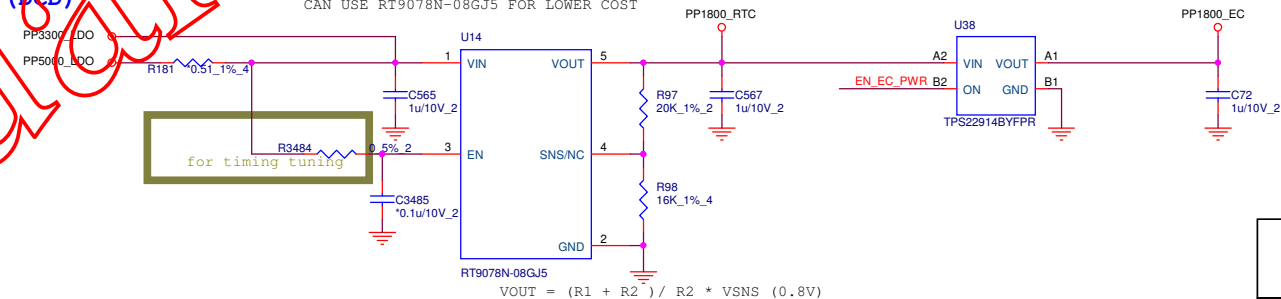 CAN USE RT9078N-08GJ5 FOR LOWER COST
PP3300_LDO
PP5000_LDO
R181
*0.51_1%_4
C565
1u/10V_2
R3484
0_5%_2
for timing tuning
C3485
*0.1u/10V_2
U14
1
VIN
VOUT
5
3
EN
SNS/NC
4
GND
2
RT9078N-08GJ5
R97
20K_1%_2
R98
16K_1%_4
PP1800_RTC
C567
1u/10V_2
VOUT = (R1 + R2 )/ R2 * VSNS (0.8V)
U38
A2
VIN
VOUT
A1
EN_EC_PWR
B2
ON
GND
B1
TPS22914BYFPR
PP1800_EC
C72
1u/10V_2